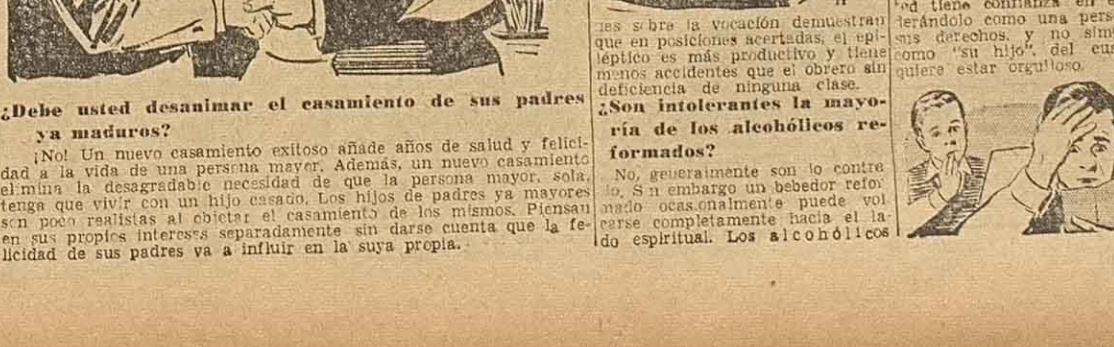 ¿Debe usted desanimar el casamiento de sus padres
ya maduros?
¡No! Un nuevo casamiento exitoso añade años de salud y felici-
dad a la vida de una persona mayor. Además, un nuevo casamiento
elimina la desagradable necesidad de que la persona mayor, sola,
tenga que vivir con un hijo casado. Los hijos de padres ya mayores
son poco realistas al objetar el casamiento de los mismos. Piensan
en sus propios intereses separadamente sin darse cuenta que la fe-
licidad de sus padres va a influir en la suya propia.
les sobre la vocación demuestran
que en posiciones acertadas, el epi-
léptico es más productivo y tiene
menos accidentes que el obrero sin
deficiencia de ninguna clase.
¿Son intolerantes la mayo-
ría de los alcohólicos re-
formados?
No, generalmente son lo contra
io. Sin embargo un bebedor refor
mado ocasionalmente puede vol
cerse completamente hacia el la-
do espiritual. Los alcohólicos
ed tiene confianza en
derándolo como una pers
sus derechos, y no sim
como "su hijo", del cu
quiere estar orgulloso.